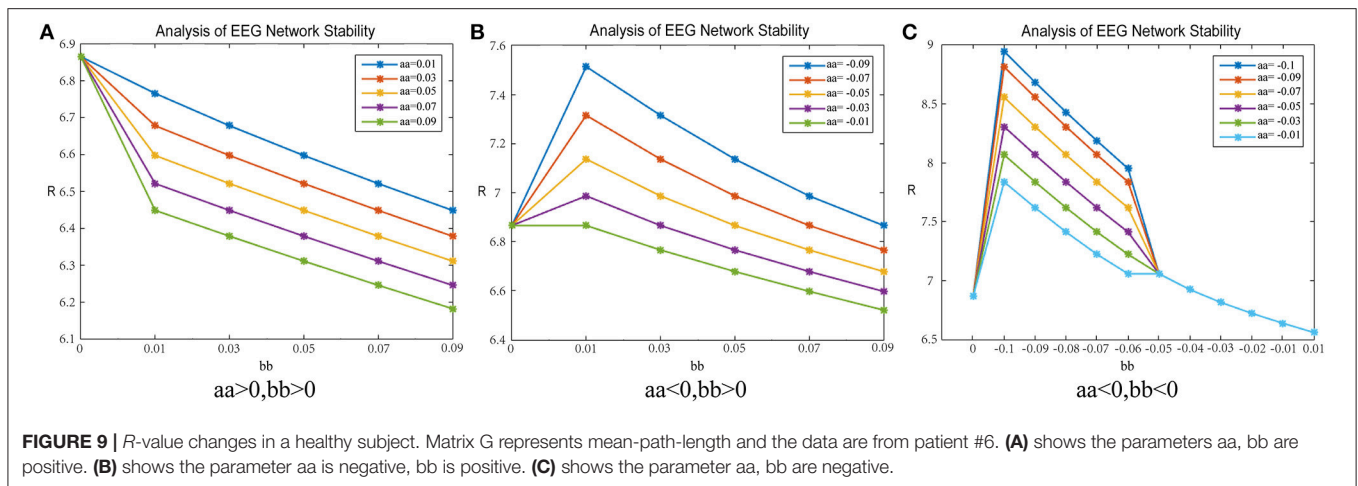 A
Analysis of EEG Network Stability
6.9
6.8
6.7
6.6
R
6.5
6.4
6.3
6.2
6.1
0 0.01 0.03 0.05 0.07 0.09
bb
aa=0.01
aa=0.03
aa=0.05
aa=0.07
aa=0.09
aa>0,bb>0
B
Analysis of EEG Network Stability
7.6
7.4
7.2
R
7
6.8
6.6
6.4
0 0.01 0.03 0.05 0.07 0.09
bb
aa= -0.09
aa= -0.07
aa= -0.05
aa= -0.03
aa= -0.01
aa<0,bb>0
C
Analysis of EEG Network Stability
9
8.5
8
R
7.5
7
6.5
0 -0.1 -0.09 -0.08 -0.07 -0.06 -0.05 -0.04 -0.03 -0.02 -0.01 0.01
bb
aa= -0.1
aa= -0.09
aa= -0.07
aa= -0.05
aa= -0.03
aa= -0.01
aa<0,bb<0
FIGURE 9 | R-value changes in a healthy subject. Matrix G represents mean-path-length and the data are from patient #6. (A) shows the parameters aa, bb are
positive. (B) shows the parameter aa is negative, bb is positive. (C) shows the parameter aa, bb are negative.